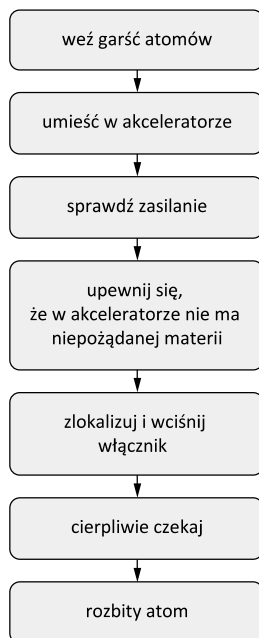 weź garść atomów
umieść w akceleratorze
sprawdź zasilanie
upewnij się,
że w akceleratorze nie ma
niepożądanej materii
zlokalizuj i wciśnij
włącznik
cierpliwie czekaj
rozbity atom